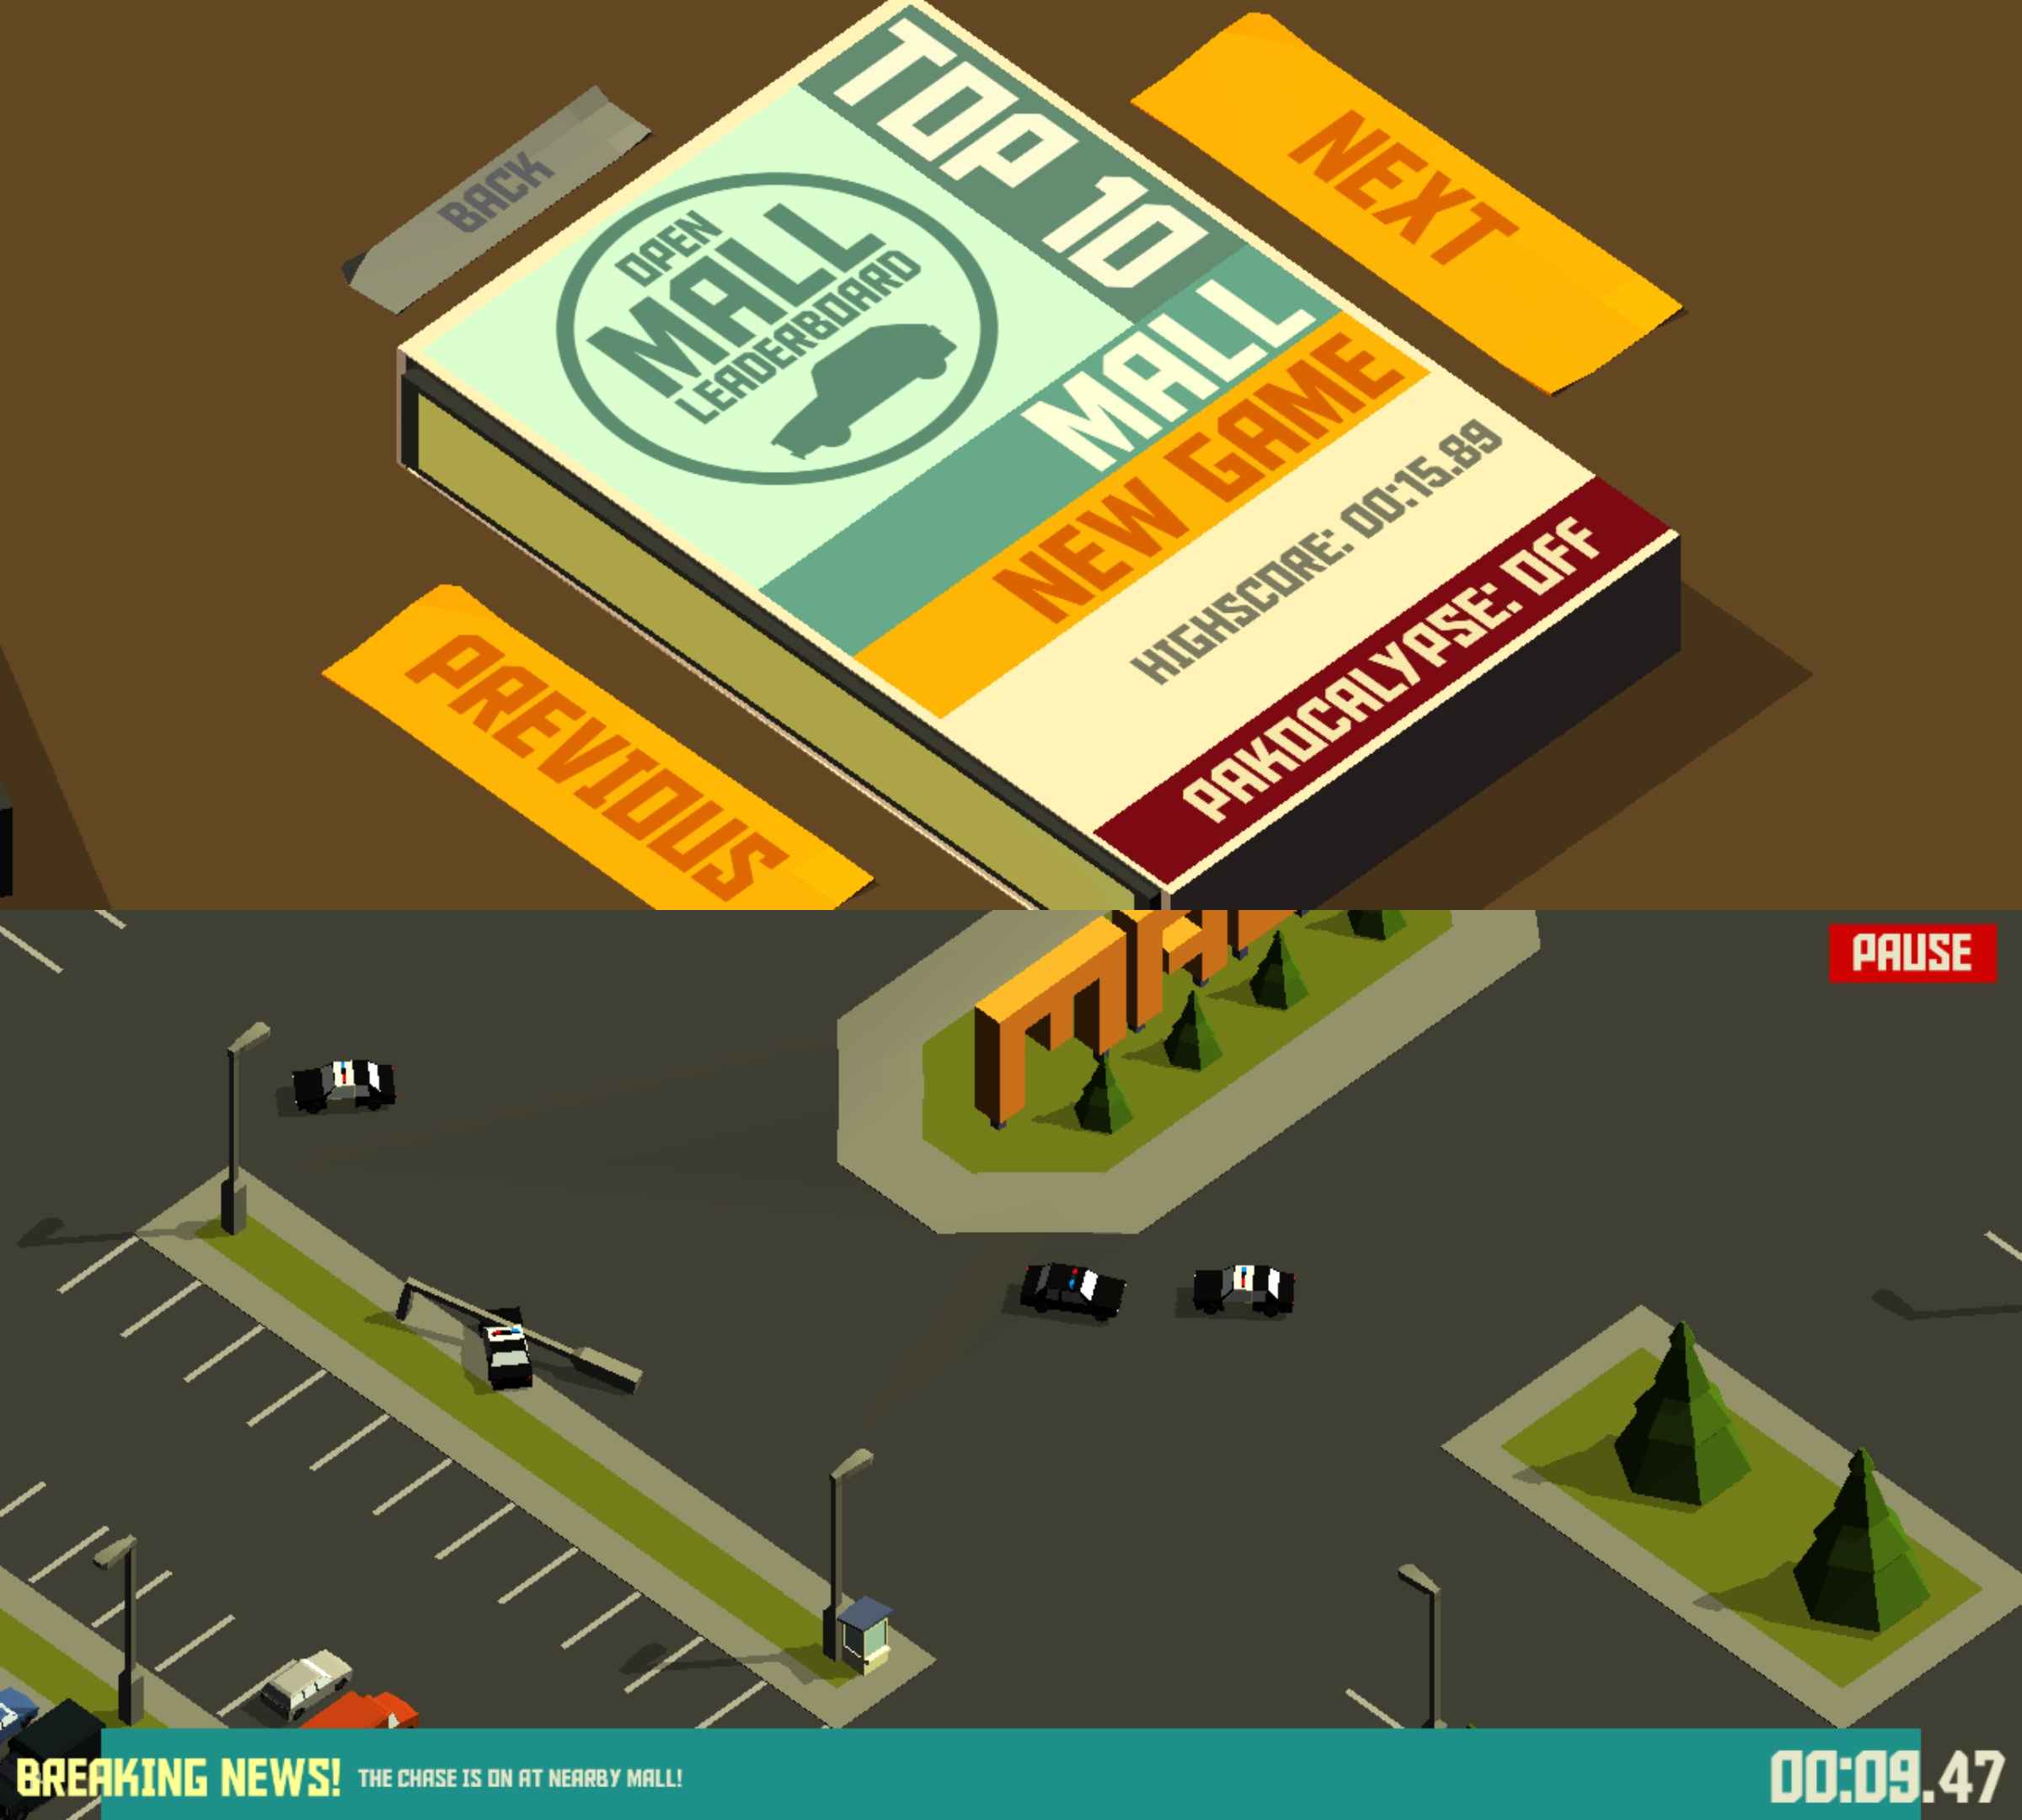 BACK
NEXT
TOP 10
OPEN
MALL
LEADERBOARD
MALL
NEW GAME
HIGHSCORE: 00:15.89
PAKOCALYPSE: OFF
PREVIOUS
PAUSE
BREAKING NEWS! THE CHASE IS ON AT NEARBY MALL!
00:09.47